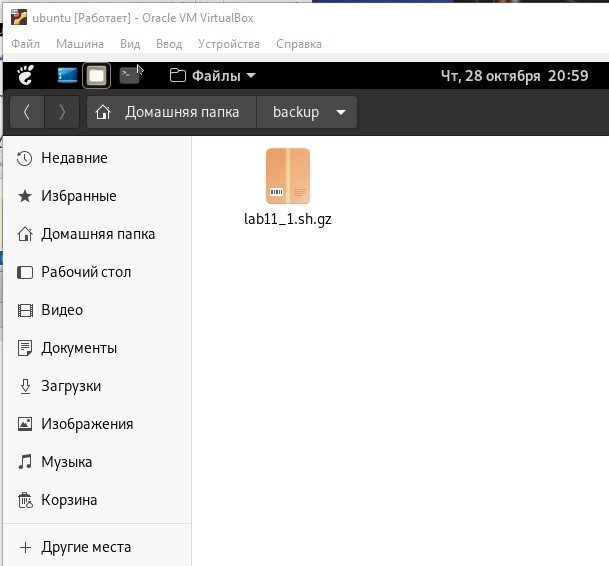 ubuntu [Работает] - Oracle VM VirtualBox
Файл Машина Вид Ввод Устройства Справка
Файлы Чт, 28 октября 20:59
Домашняя папка backup
Недавние
Избранные
Домашняя папка
Рабочий стол
Видео
Документы
Загрузки
Изображения
Музыка
Корзина
Другие места
lab11_1.sh.gz